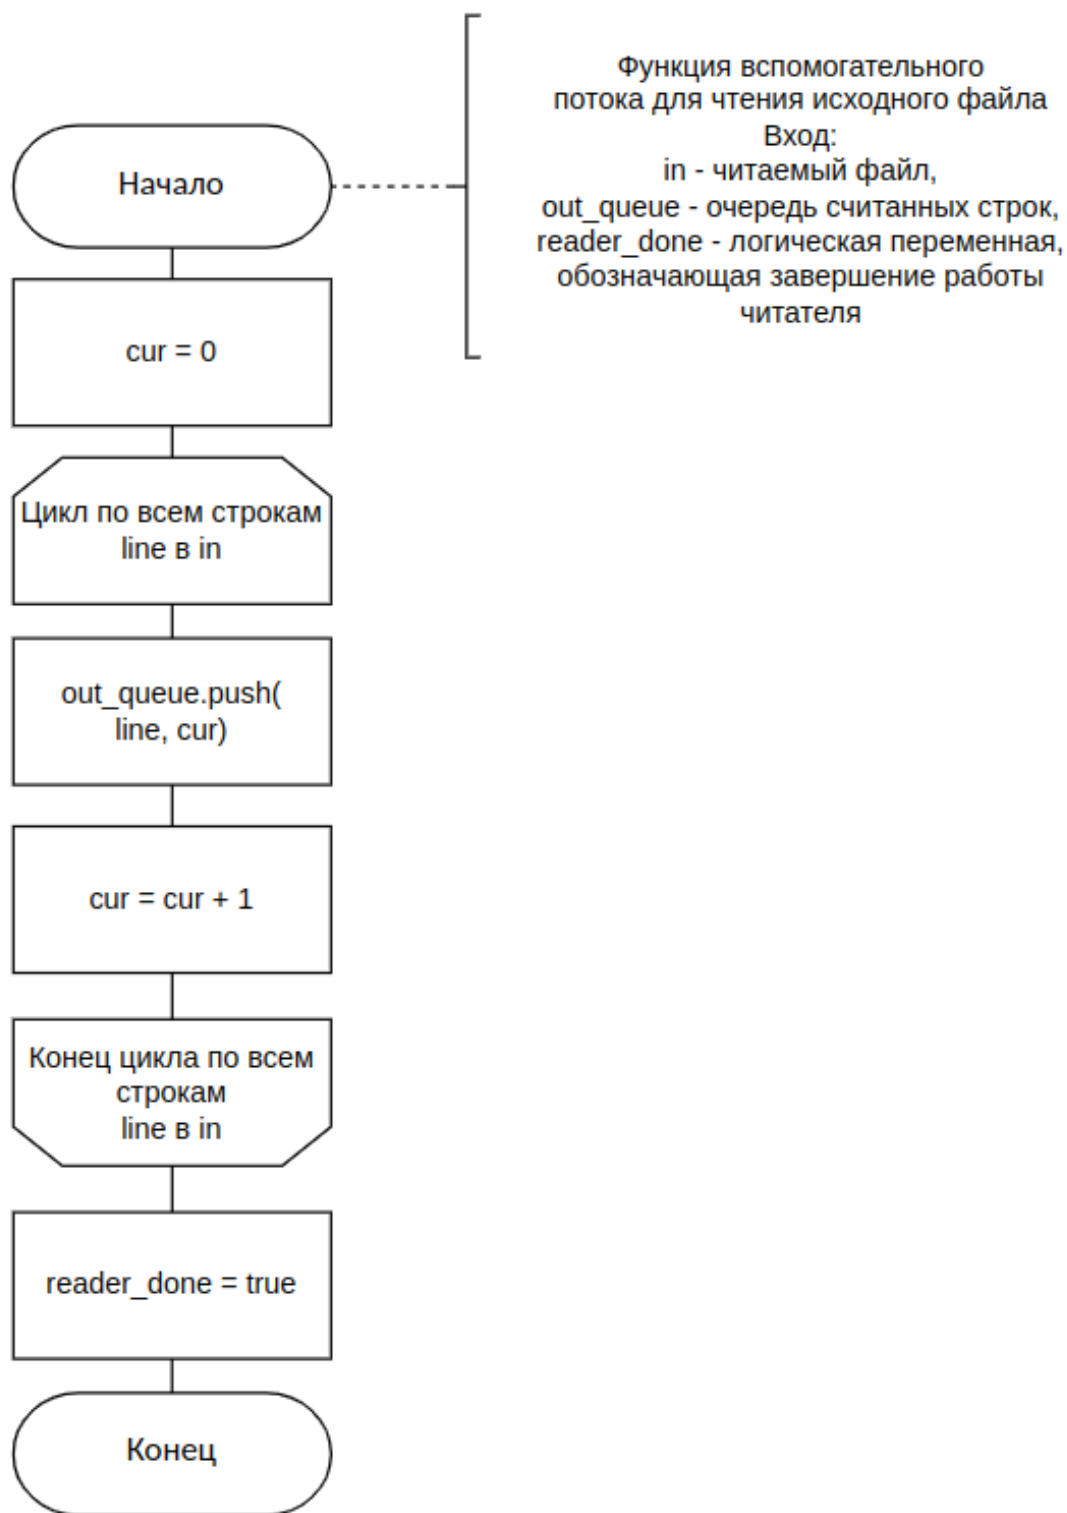 Функция вспомогательного
потока для чтения исходного файла
Вход:
in - читаемый файл,
out_queue - очередь считанных строк,
reader_done - логическая переменная,
обозначающая завершение работы
читателя
Начало
cur = 0
Цикл по всем строкам
line в in
out_queue.push(
line, cur)
cur = cur + 1
Конец цикла по всем
строкам
line в in
reader_done = true
Конец